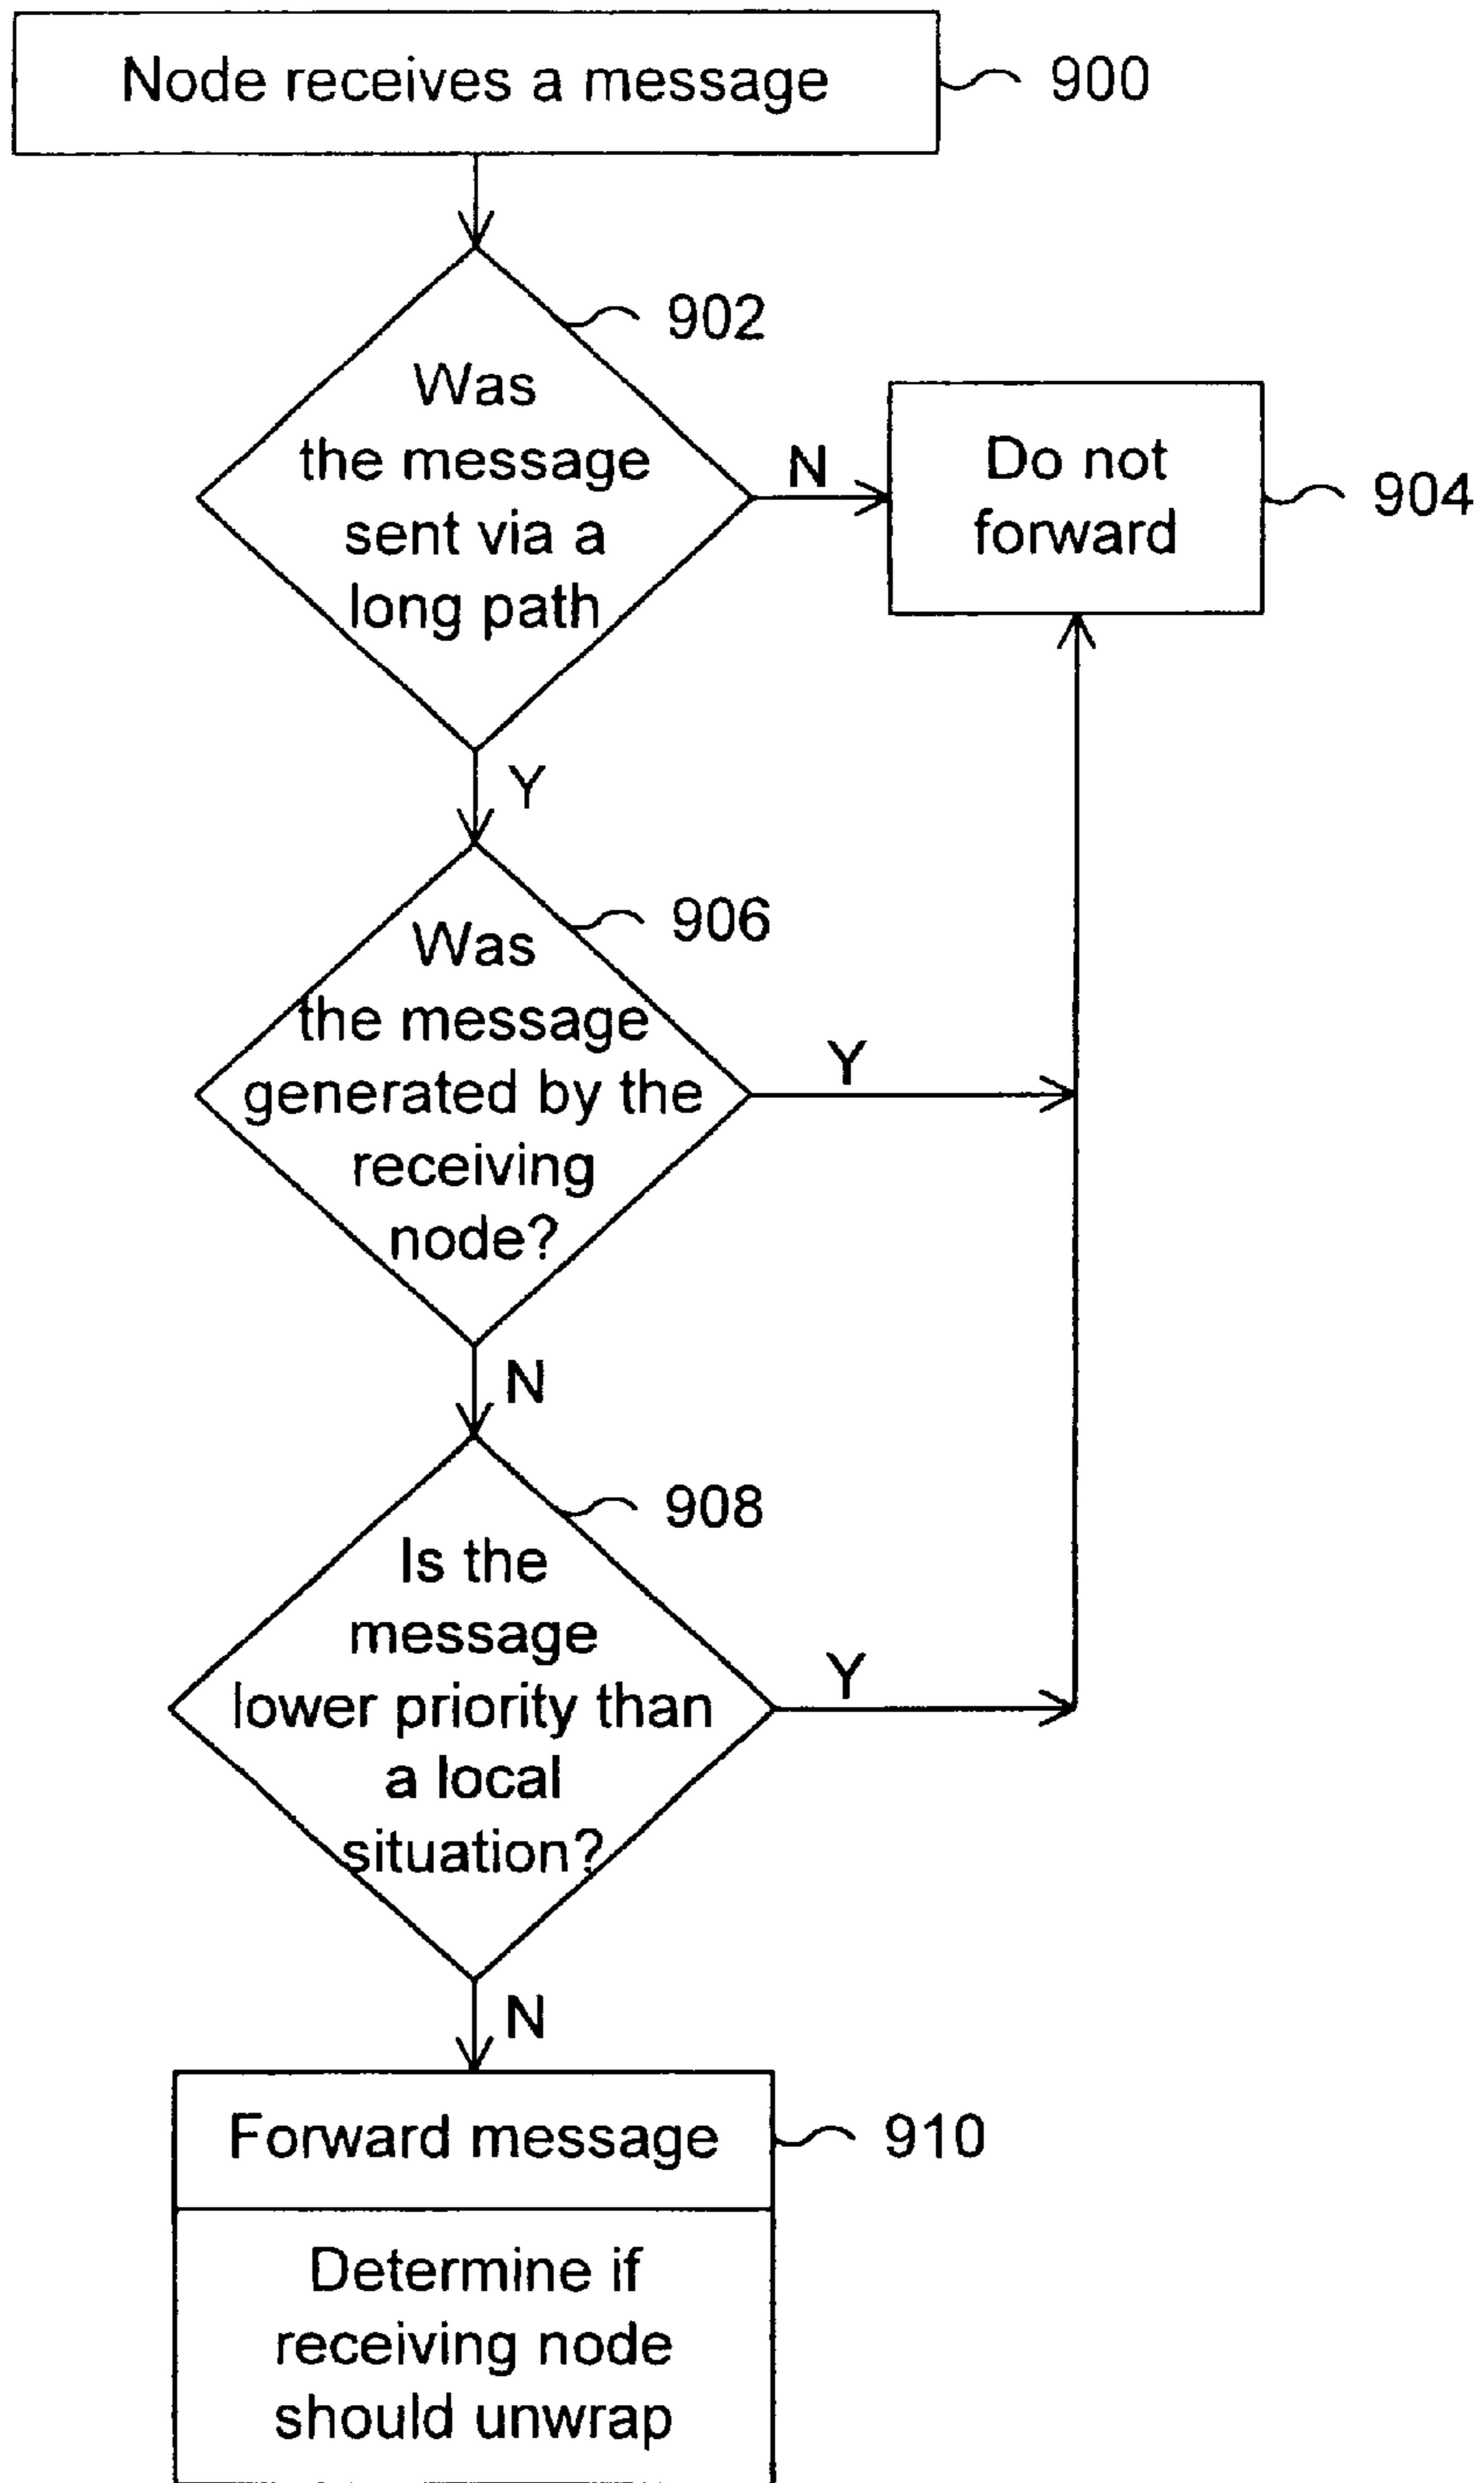 Node receives a message
900
902
Was
the message
sent via a
long path
N
Do not
forward
904
Y
906
Was
the message
generated by the
receiving
node?
Y
N
908
Is the
message
lower priority than
a local
situation?
Y
N
Forward message
910
Determine if
receiving node
should unwrap